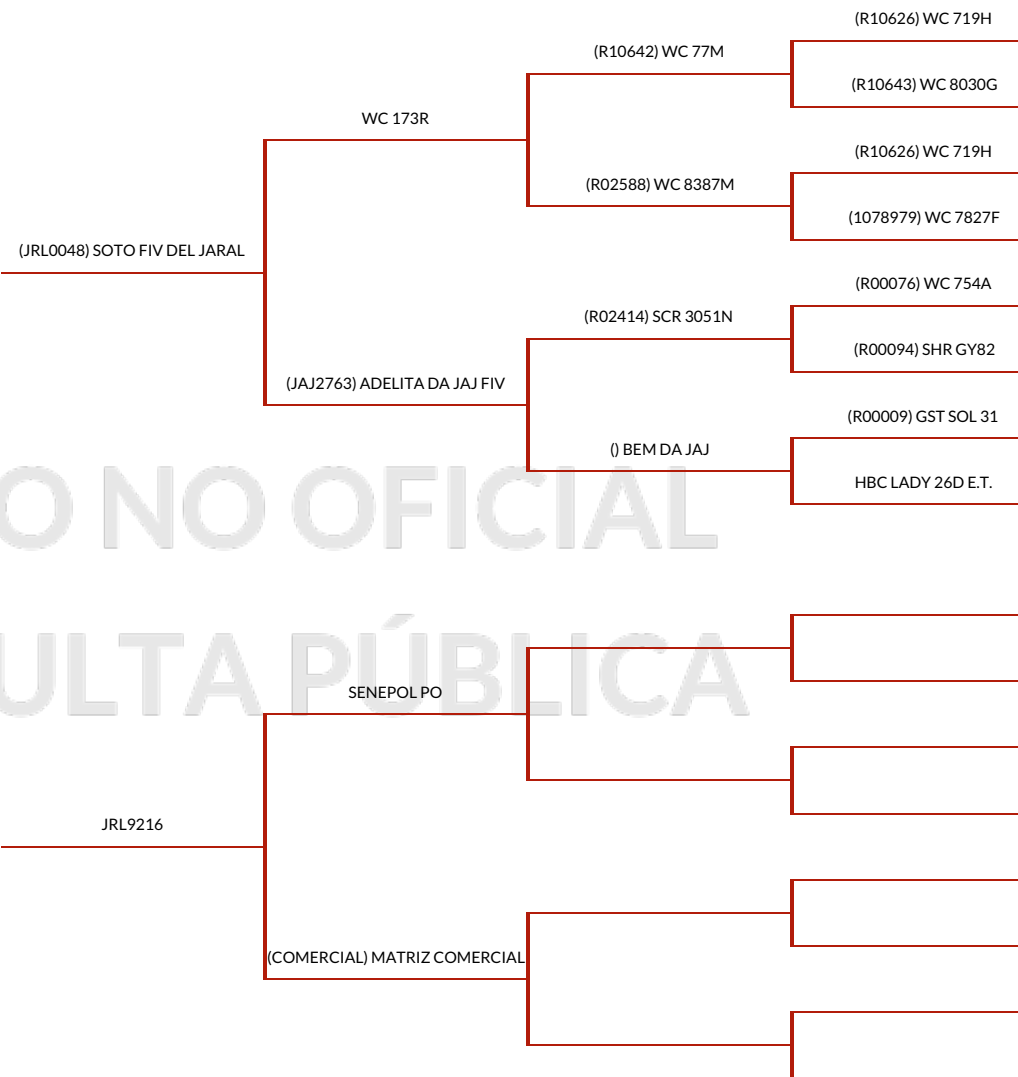 (R10626) WC 719H
(R10642) WC 77M
(R10643) WC 8030G
WC 173R
(R10626) WC 719H
(R02588) WC 8387M
(1078979) WC 7827F
(JRL0048) SOTO FIV DEL JARAL
(R00076) WC 754A
(R02414) SCR 3051N
(R00094) SHR GY82
(JAJ2763) ADELITA DA JAJ FIV
(R00009) GST SOL 31
() BEM DA JAJ
HBC LADY 26D E.T.
O NO OFICIAL
ULTA PÚBLICA
SENEPOL PO
JRL9216
(COMERCIAL) MATRIZ COMERCIAL